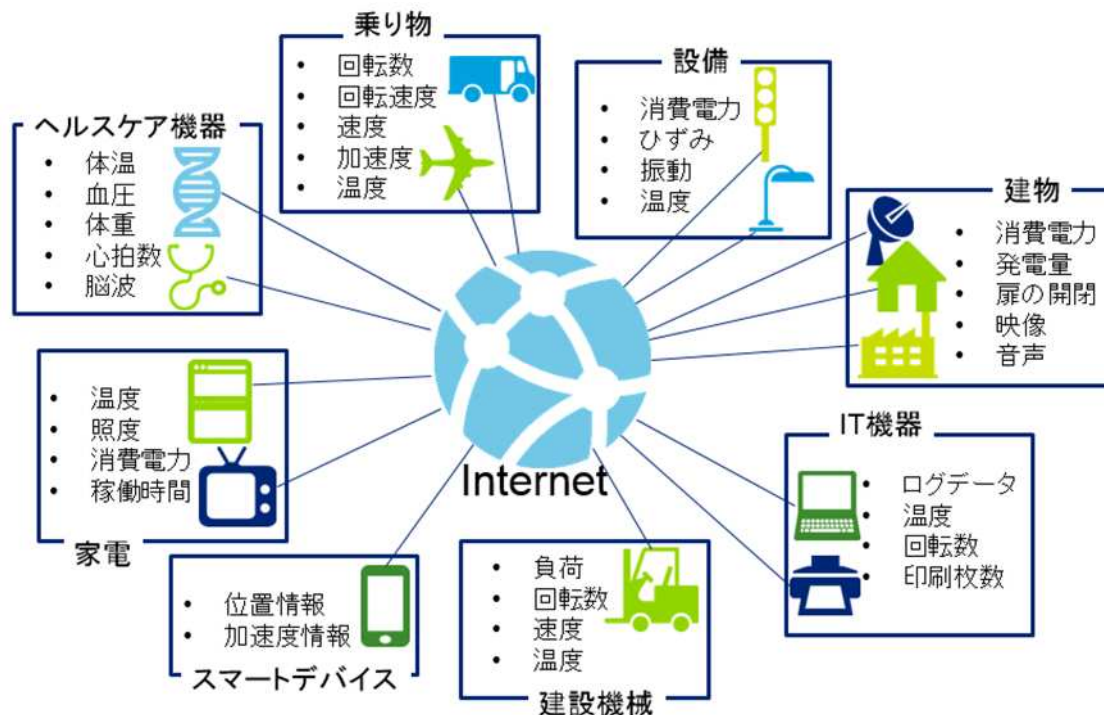 乗り物
• 回転数
• 回転速度
• 速度
• 加速度
• 温度
設備
• 消費電力
• ひずみ
• 振動
• 温度
ヘルスケア機器
• 体温
• 血圧
• 体重
• 心拍数
• 脳波
建物
• 消費電力
• 発電量
• 扉の開閉
• 映像
• 音声
• 温度
• 照度
• 消費電力
• 稼働時間
家電
Internet
IT機器
• ログデータ
• 温度
• 回転数
• 印刷枚数
• 位置情報
• 加速度情報
スマートデバイス
• 負荷
• 回転数
• 速度
• 温度
建設機械